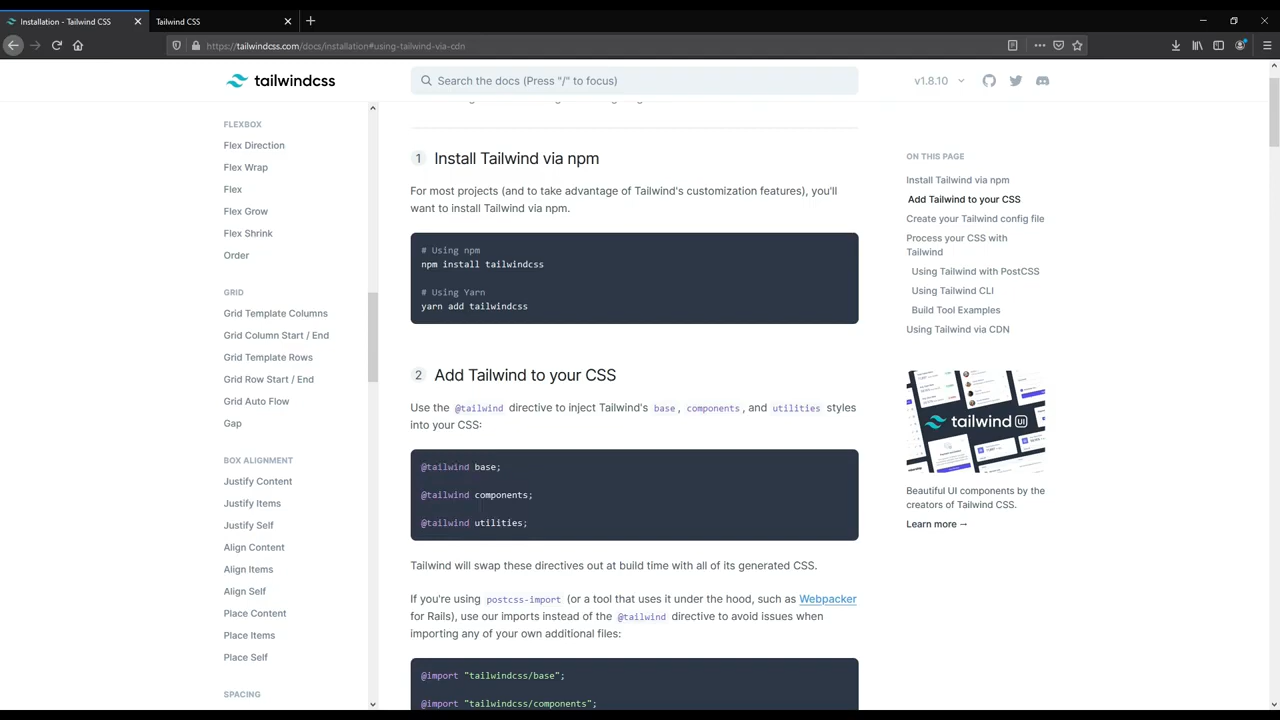 Installation - Tailwind CSS
Tailwind CSS
https://tailwindcss.com/docs/installation#using-tailwind-via-cdn
tailwindcss
Search the docs (Press "/" to focus)
v1.8.10
FLEXBOX
Flex Direction
Flex Wrap
Flex
Flex Grow
Flex Shrink
Order
GRID
Grid Template Columns
Grid Column Start / End
Grid Template Rows
Grid Row Start / End
Grid Auto Flow
Gap
BOX ALIGNMENT
Justify Content
Justify Items
Justify Self
Align Content
Align Items
Align Self
Place Content
Place Items
Place Self
SPACING
1 Install Tailwind via npm
For most projects (and to take advantage of Tailwind's customization features), you'll
want to install Tailwind via npm.
# Using npm
npm install tailwindcss
# Using Yarn
yarn add tailwindcss
2 Add Tailwind to your CSS
Use the @tailwind directive to inject Tailwind's base, components, and utilities styles
into your CSS:
@tailwind base;
@tailwind components;
@tailwind utilities;
Tailwind will swap these directives out at build time with all of its generated CSS.
If you're using postcss-import (or a tool that uses it under the hood, such as Webpacker
for Rails), use our imports instead of the @tailwind directive to avoid issues when
importing any of your own additional files:
@import "tailwindcss/base";
@import "tailwindcss/components";
ON THIS PAGE
Install Tailwind via npm
Add Tailwind to your CSS
Create your Tailwind config file
Process your CSS with
Tailwind
Using Tailwind with PostCSS
Using Tailwind CLI
Build Tool Examples
Using Tailwind via CDN
tailwind UI
Beautiful UI components by the
creators of Tailwind CSS.
Learn more →